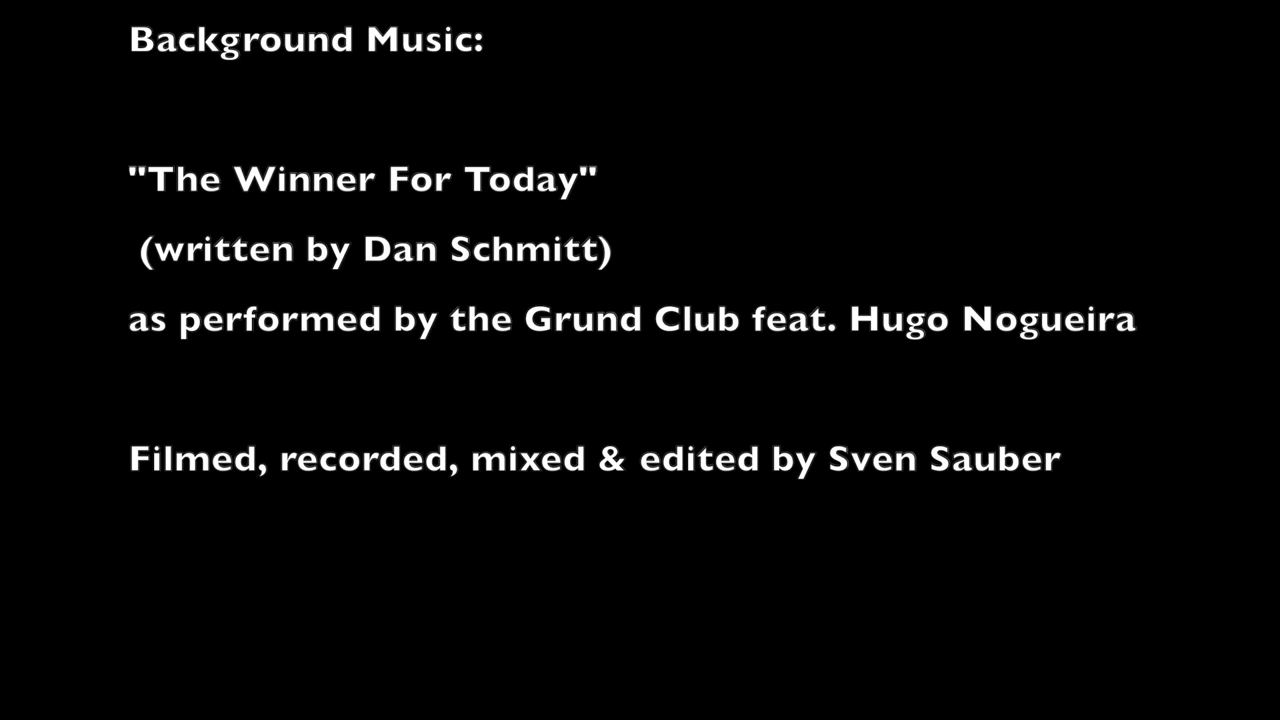 Background Music:
"The Winner For Today"
(written by Dan Schmitt)
as performed by the Grund Club feat. Hugo Nogueira
Filmed, recorded, mixed & edited by Sven Sauber